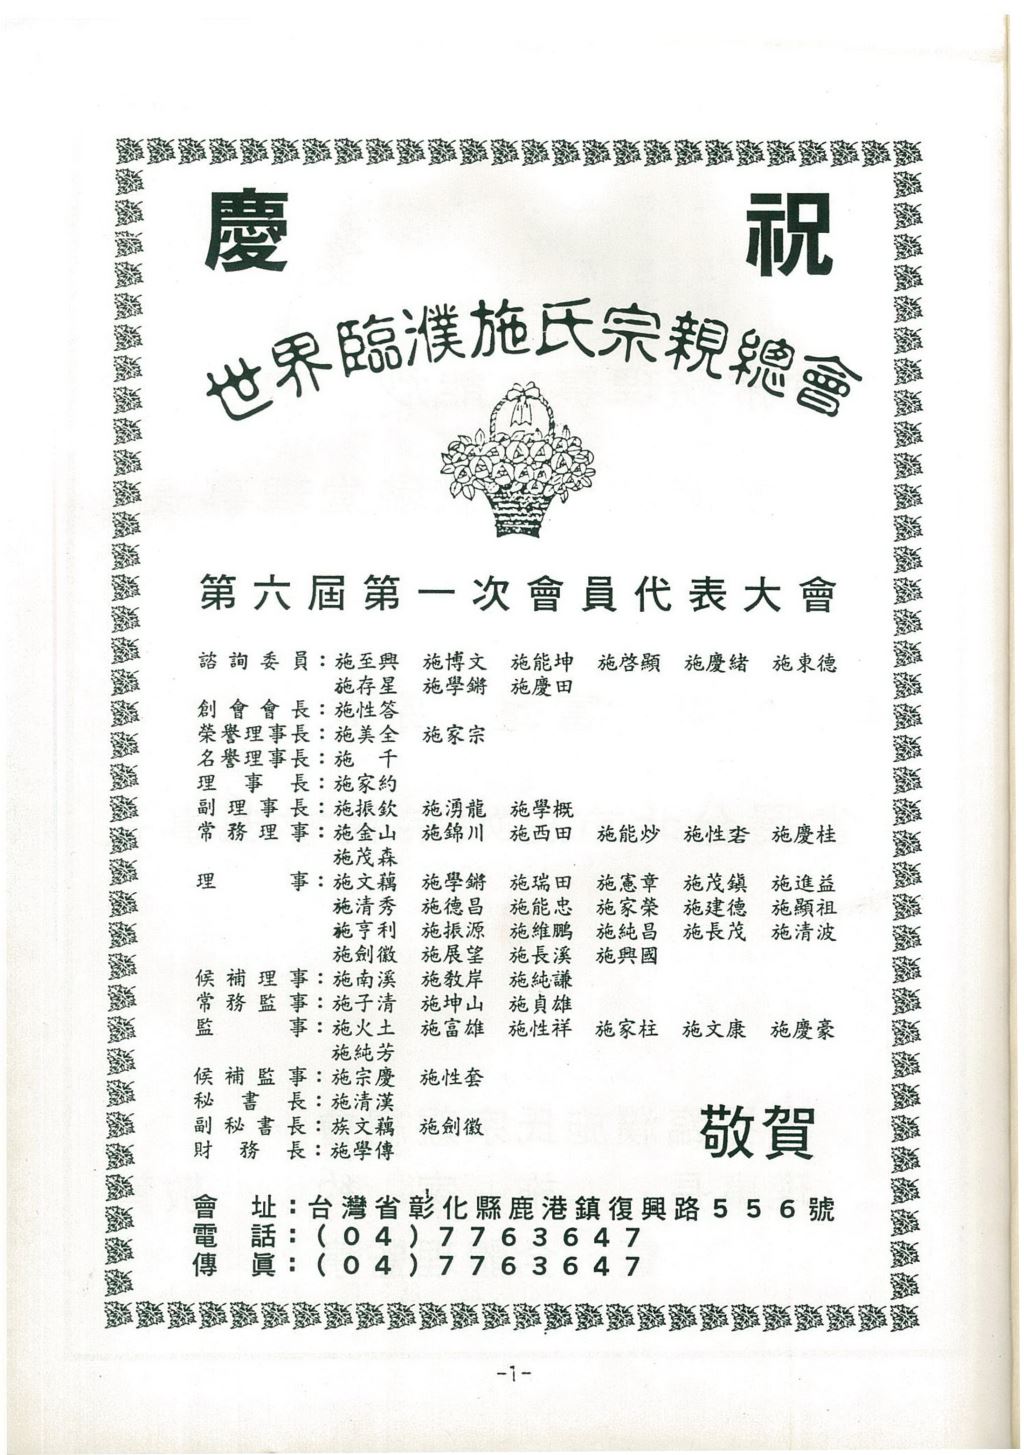 慶祝
世界臨濮施氏宗親總會
第六屆第一次會員代表大會
諮詢委員：施至興 施博文 施能坤 施啓顯 施慶緒 施東德
施存星 施學鏘 施慶田
創會會長：施性答
榮譽理事長：施美全 施家宗
名譽理事長：施 千
理事長：施家約
副理事長：施振欽 施湧龍 施學概
常務理事：施金山 施錦川 施西田 施能炒 施性砦 施慶桂
施茂森
理事：施文藕 施學鏘 施瑞田 施憲章 施茂鎮 施進益
施清秀 施德昌 施能忠 施家榮 施建德 施顯祖
施亨利 施振源 施維鵬 施純昌 施長茂 施清波
施劍徽 施展望 施長溪 施興國
候補理事：施南溪 施教岸 施純謙
常務監事：施子清 施坤山 施貞雄
監事：施火土 施富雄 施性祥 施家柱 施文康 施慶豪
施純芳
候補監事：施宗慶 施性套
秘書長：施清漢
副秘書長：族文藕 施劍徽
財務長：施學傳
敬賀
會址：台灣省彰化縣鹿港鎮復興路556號
電話：(04)7763647
傳眞：(04)7763647
-1-